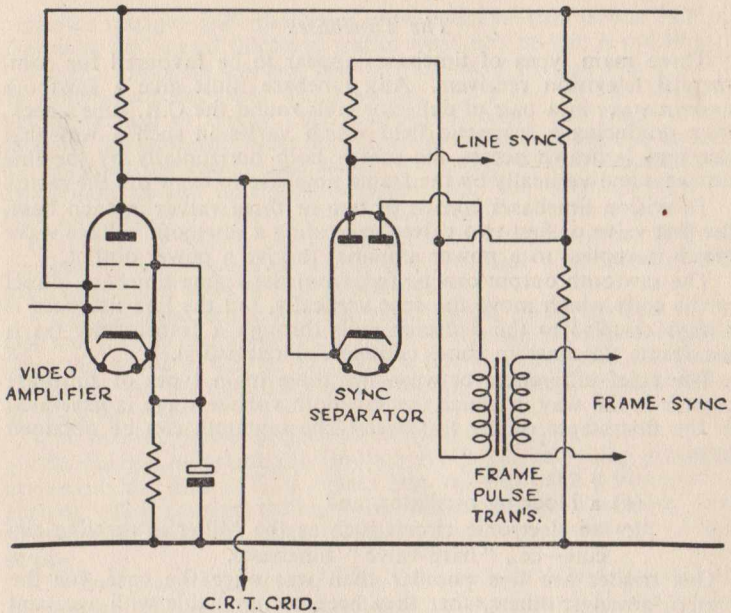 LINE SYNC
VIDEO
AMPLIFIER
SYNC
SEPARATOR
FRAME SYNC
FRAME
PULSE
TRAN'S.
C.R.T. GRID.